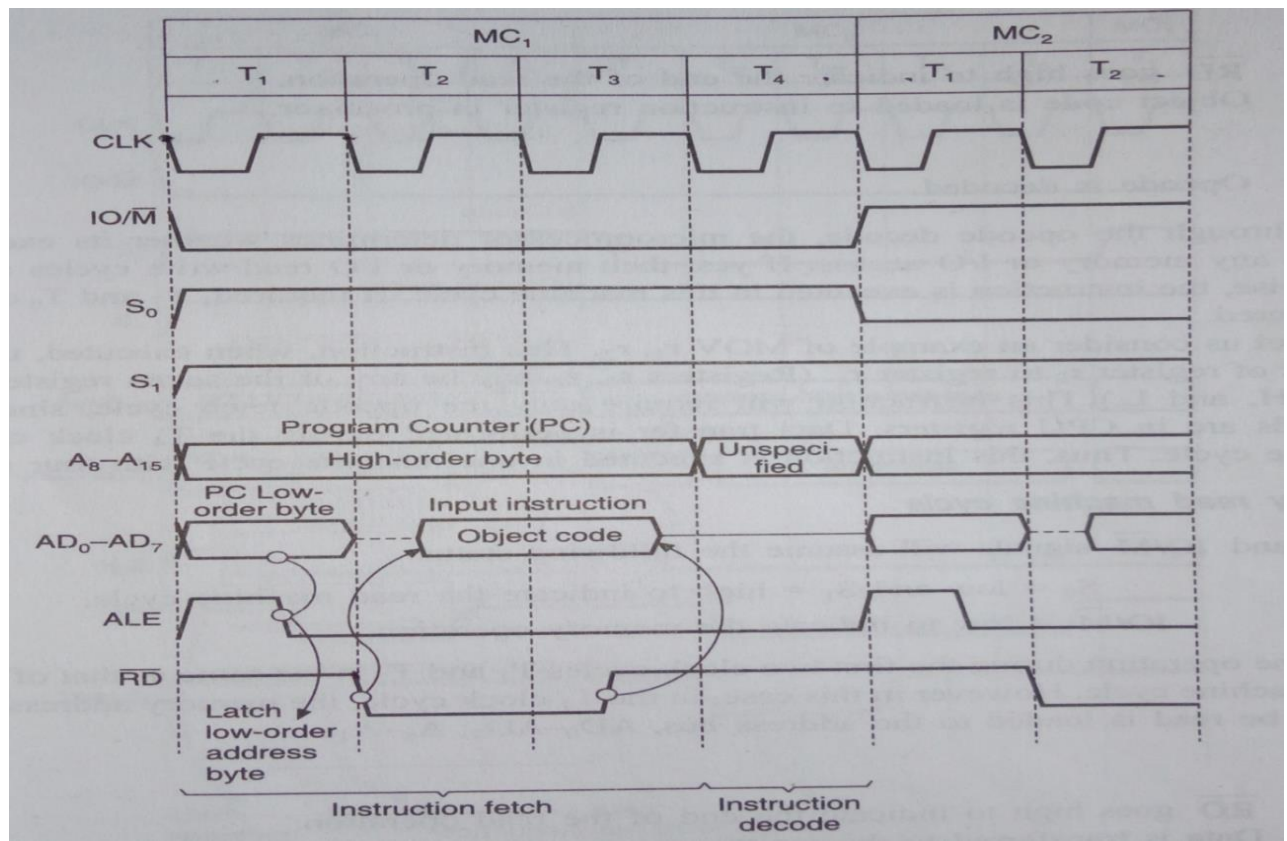 MC₁ MC₂
T₁ T₂ T₃ T₄ T₁ T₂
CLK
IO/M̅
S₀
S₁
Program Counter (PC)
A₈–A₁₅ High-order byte Unspeci-
fied
PC Low-
order byte Input instruction
AD₀–AD₇ Object code
ALE
R̅D̅
Latch
low-order
address
byte
Instruction fetch Instruction
decode